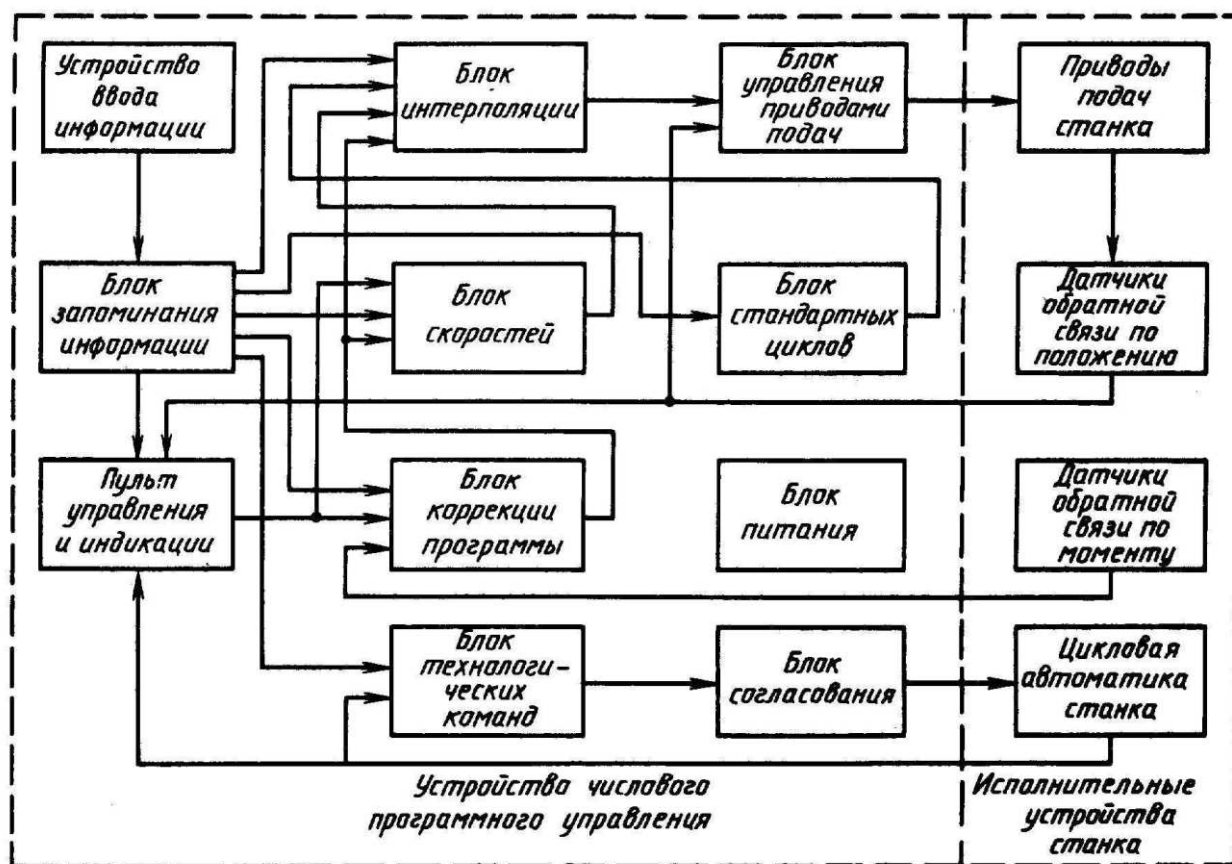 Устройство
ввода
информации
Блок
интерполяции
Блок
управления
приводами
подач
Приводы
подач
станка
Блок
запоминания
информации
Блок
скоростей
Блок
стандартных
циклов
Датчики
обратной
связи по
положению
Пульт
управления
и индикации
Блок
коррекции
программы
Блок
питания
Датчики
обратной
связи по
моменту
Блок
технологи-
ческих
команд
Блок
согласования
Цикловая
автоматика
станка
Устройства числового
программного управления
Исполнительные
устройства
станка